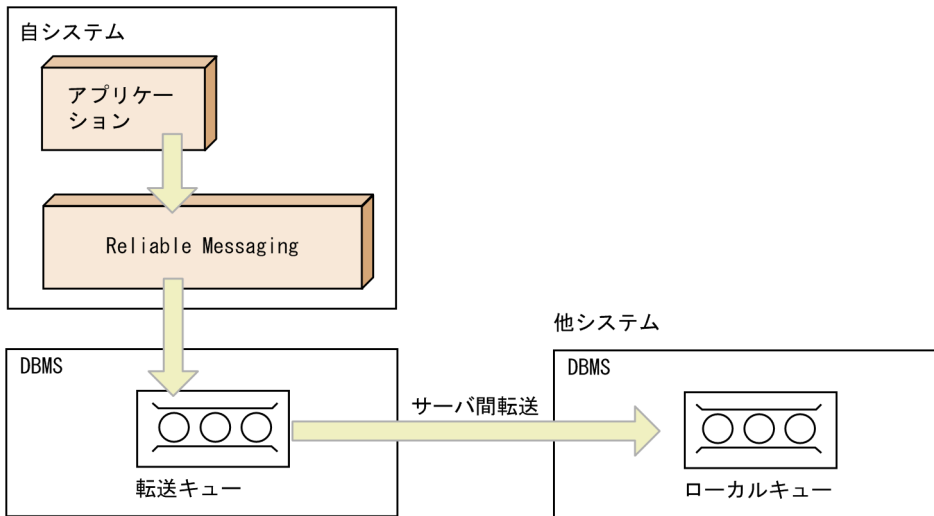 自システム
アプリケー
ション
Reliable Messaging
他システム
DBMS
DBMS
サーバ間転送
転送キュー
ローカルキュー